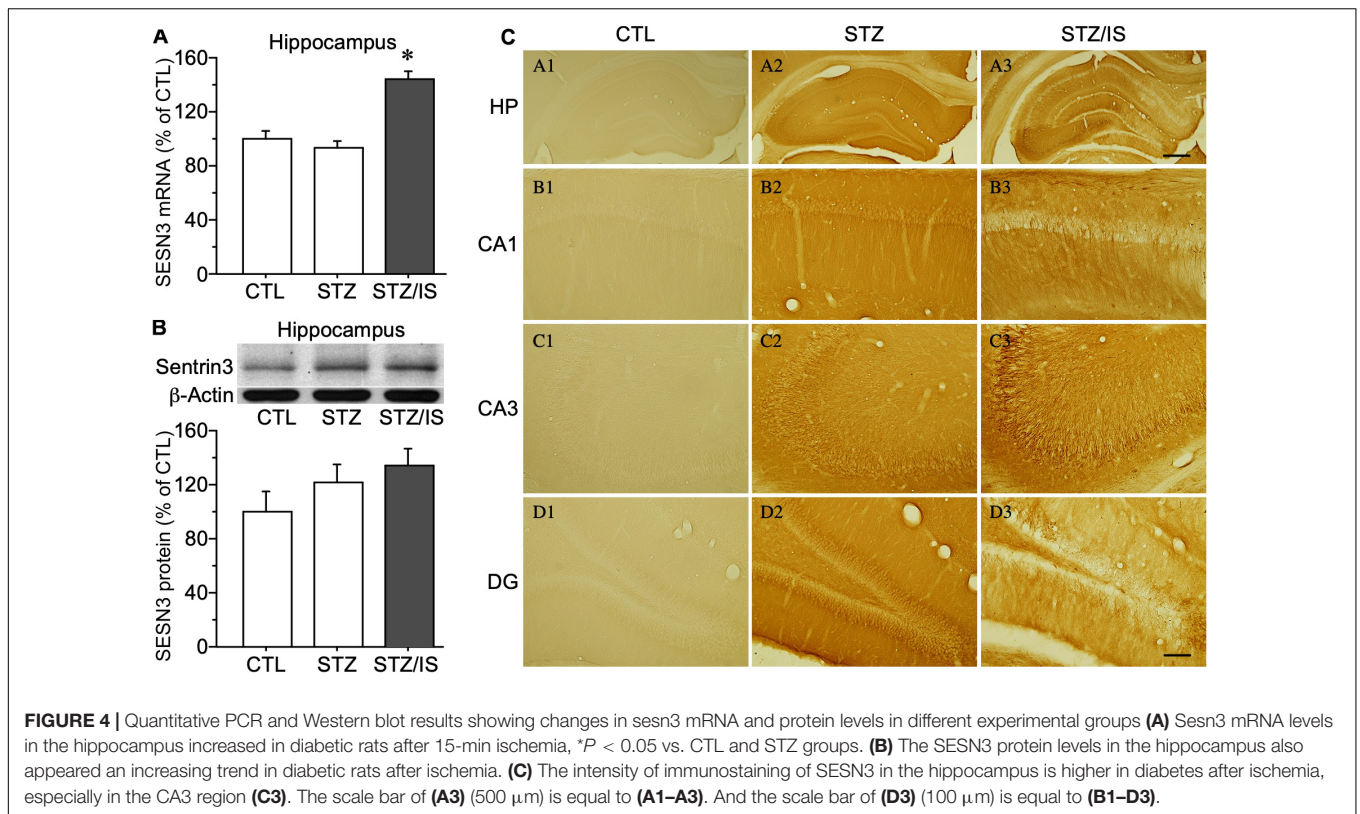 A
Hippocampus
*
160
120
80
40
0
SESN3 mRNA (% of CTL)
CTL STZ STZ/IS
B
Hippocampus
Sentrin3
β-Actin
CTL STZ STZ/IS
160
120
80
40
0
SESN3 protein (% of CTL)
CTL STZ STZ/IS
C
CTL STZ STZ/IS
HP
A1 A2 A3
CA1
B1 B2 B3
CA3
C1 C2 C3
DG
D1 D2 D3
FIGURE 4 | Quantitative PCR and Western blot results showing changes in sesn3 mRNA and protein levels in different experimental groups (A) Sesn3 mRNA levels
in the hippocampus increased in diabetic rats after 15-min ischemia, *P < 0.05 vs. CTL and STZ groups. (B) The SESN3 protein levels in the hippocampus also
appeared an increasing trend in diabetic rats after ischemia. (C) The intensity of immunostaining of SESN3 in the hippocampus is higher in diabetes after ischemia,
especially in the CA3 region (C3). The scale bar of (A3) (500 μm) is equal to (A1–A3). And the scale bar of (D3) (100 μm) is equal to (B1–D3).